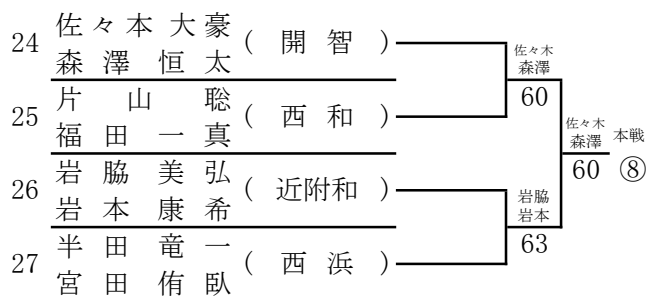 24 佐々本 大豪 ( 開智 )
森澤 恒太
佐々木
森澤
60
25 片山 聡 ( 西和 )
福田 一真
佐々木
森澤 本戦
60 ⑧
26 岩脇 美弘 ( 近附和 )
岩本 康希
岩脇
岩本
63
27 半田 竜一 ( 西浜 )
宮田 侑臥